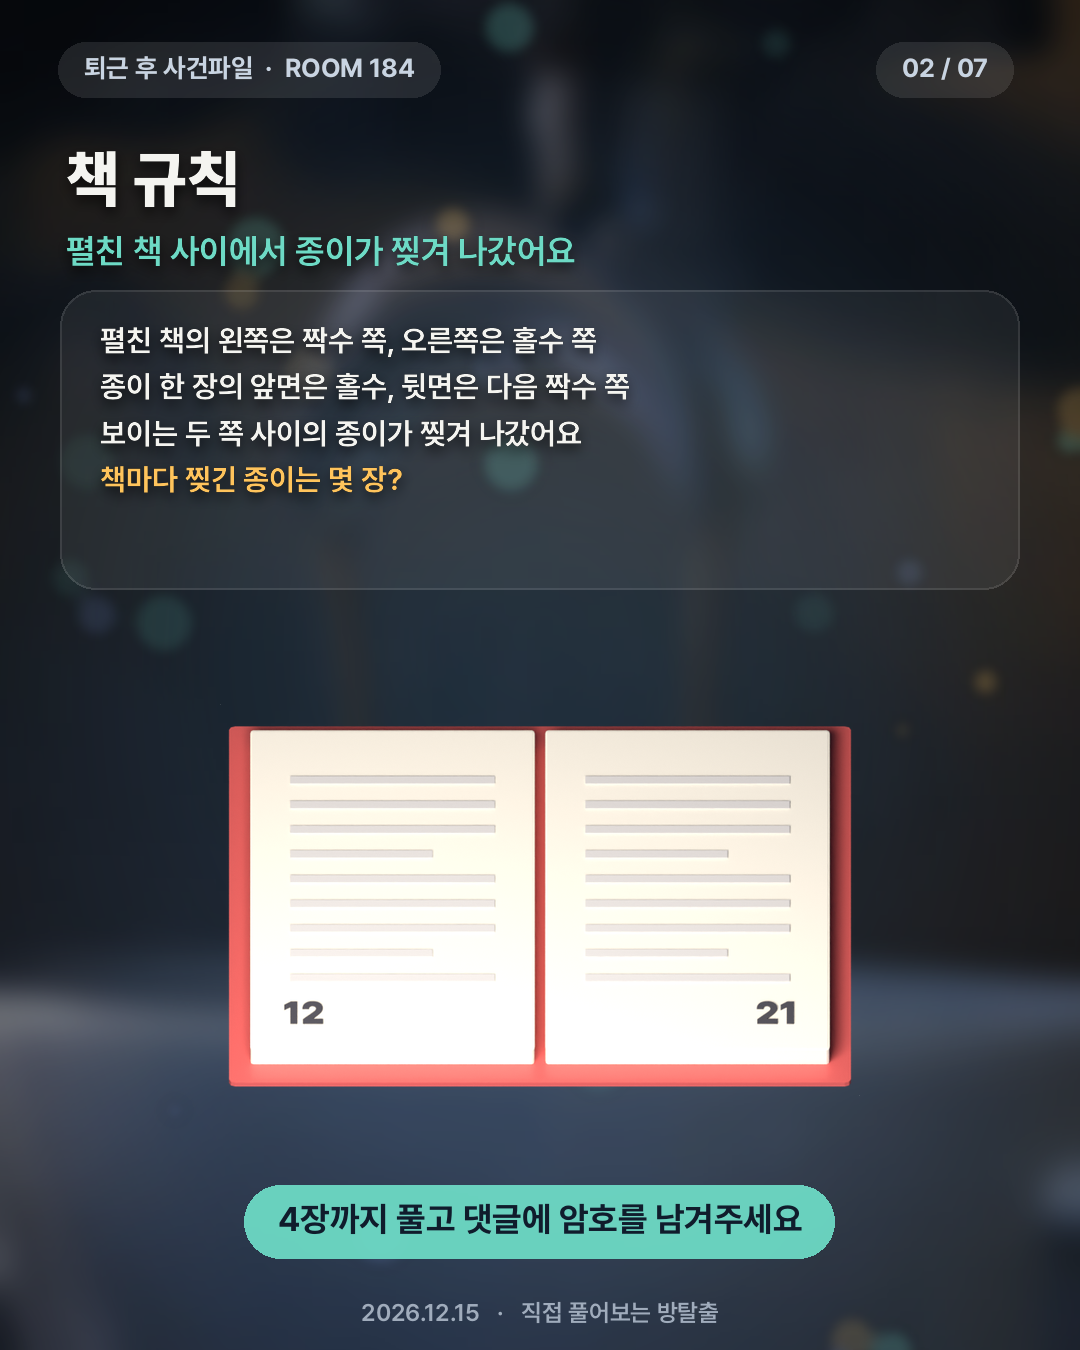 퇴근 후 사건파일 · ROOM 184
02 / 07
책 규칙
펼친 책 사이에서 종이가 찢겨 나갔어요
펼친 책의 왼쪽은 짝수 쪽, 오른쪽은 홀수 쪽
종이 한 장의 앞면은 홀수, 뒷면은 다음 짝수 쪽
보이는 두 쪽 사이의 종이가 찢겨 나갔어요
책마다 찢긴 종이는 몇 장?
12
21
4장까지 풀고 댓글에 암호를 남겨주세요
2026.12.15 · 직접 풀어보는 방탈출